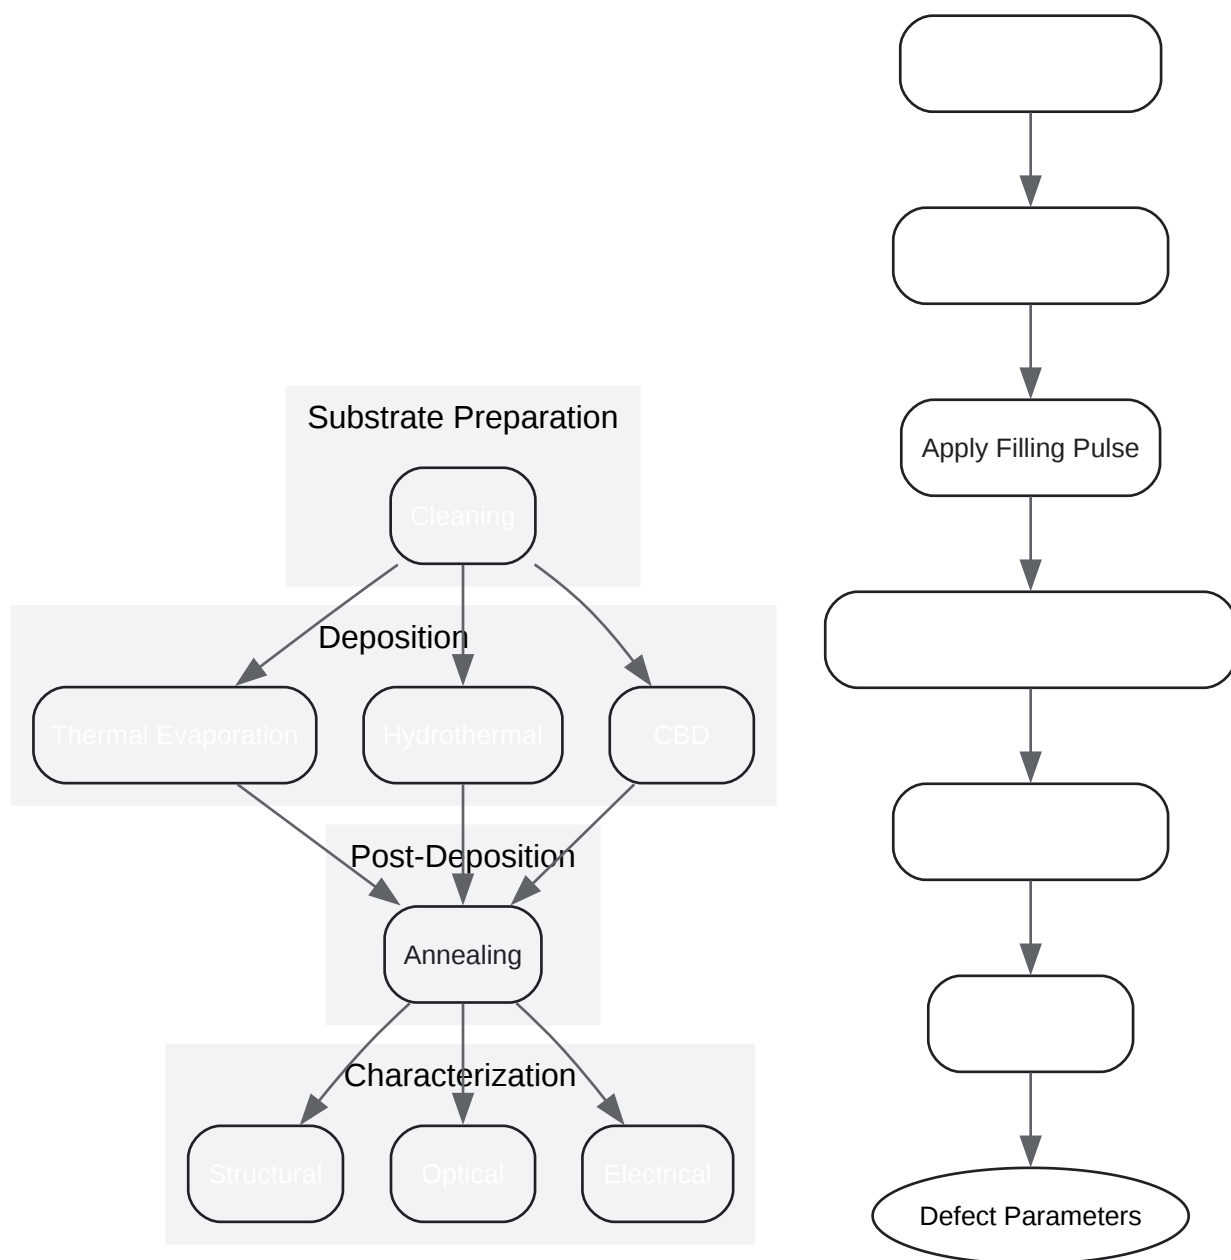 Substrate Preparation
Cleaning
Deposition
Thermal Evaporation
Hydrothermal
CBD
Post-Deposition
Annealing
Characterization
Structural
Optical
Electrical
Apply Filling Pulse
Defect Parameters